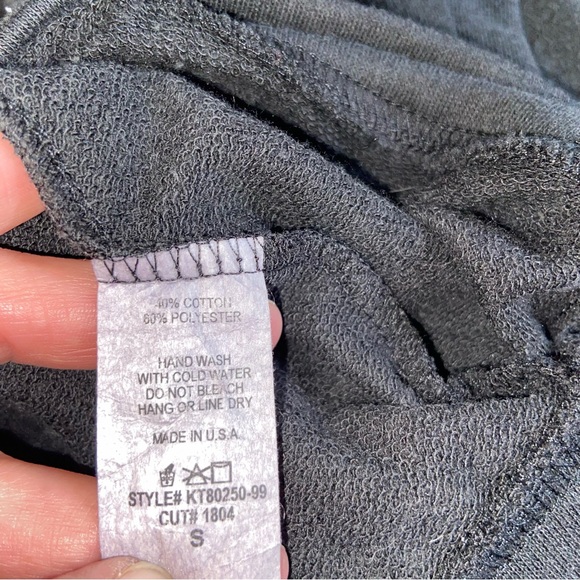 40% COTTON
60% POLYESTER
HAND WASH
WITH COLD WATER
DO NOT BLEACH
HANG OR LINE DRY
MADE IN U.S.A.
STYLE# KT80250-99
CUT# 1804
S